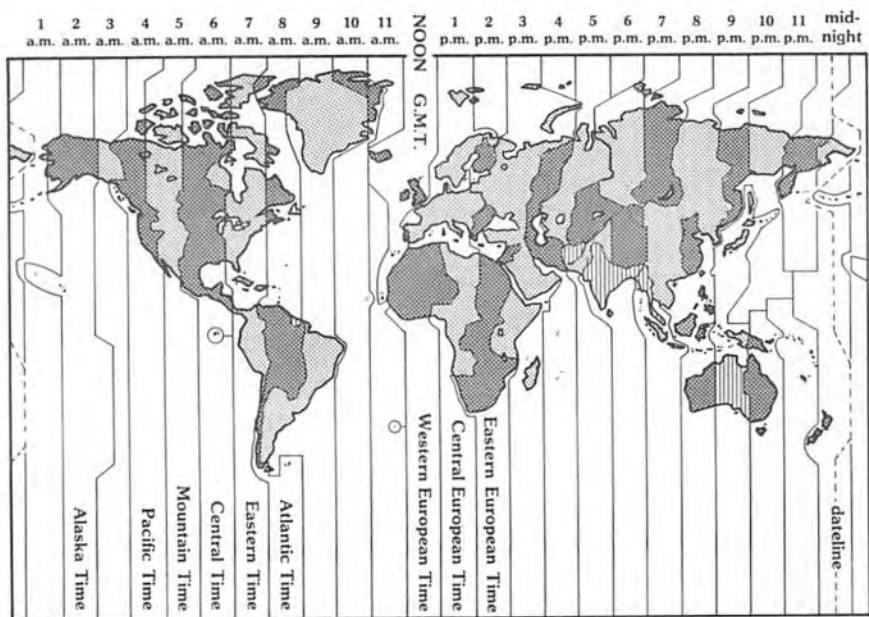 1 2 3 4 5 6 7 8 9 10 11 NOON 1 2 3 4 5 6 7 8 9 10 11 mid-
a.m. a.m. a.m. a.m. a.m. a.m. a.m. a.m. a.m. a.m. a.m. p.m. p.m. p.m. p.m. p.m. p.m. p.m. p.m. p.m. p.m. p.m. night
G.M.T.
Alaska Time
Pacific Time
Mountain Time
Central Time
Eastern Time
Atlantic Time
Western European Time
Central European Time
Eastern European Time
dateline